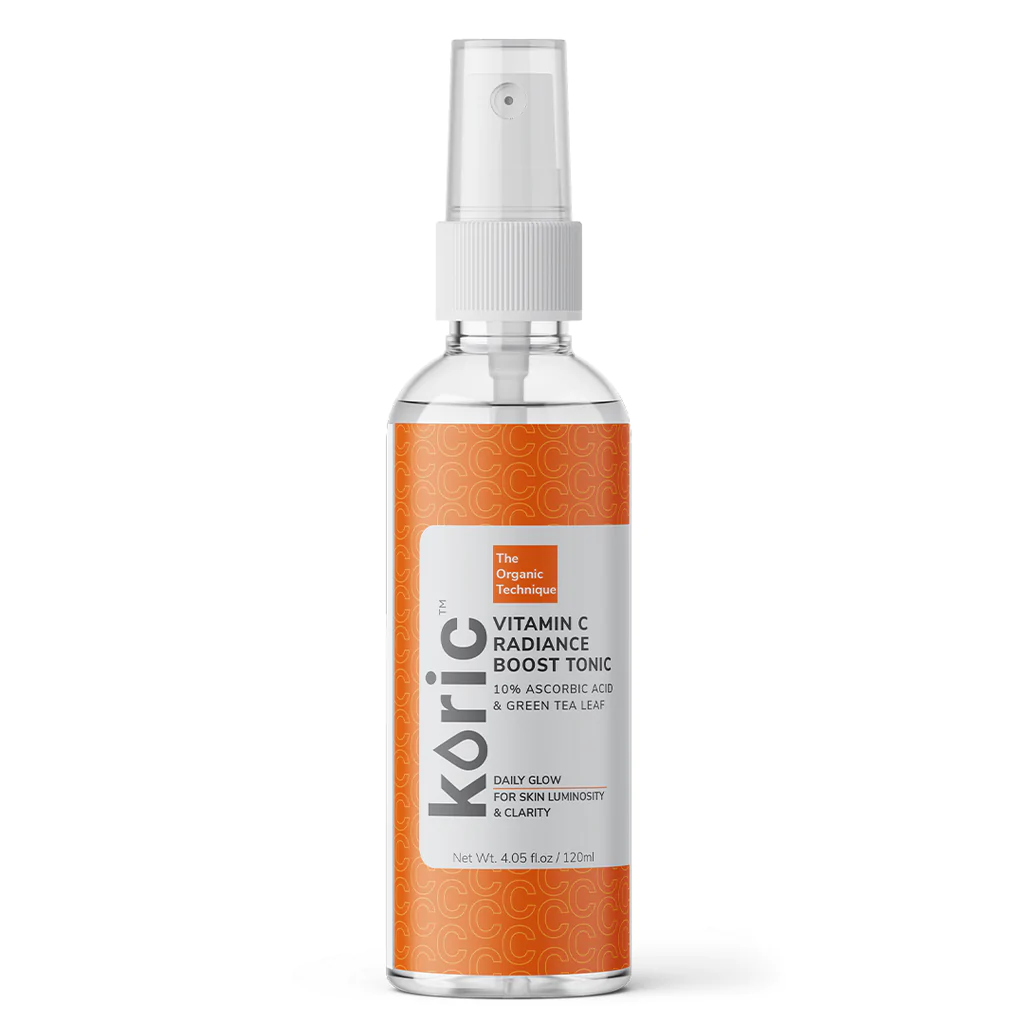 The
Organic
Technique
koric™
VITAMIN C
RADIANCE
BOOST TONIC
10% ASCORBIC ACID
& GREEN TEA LEAF
DAILY GLOW
FOR SKIN LUMINOSITY
& CLARITY
Net Wt. 4.05 fl.oz / 120ml